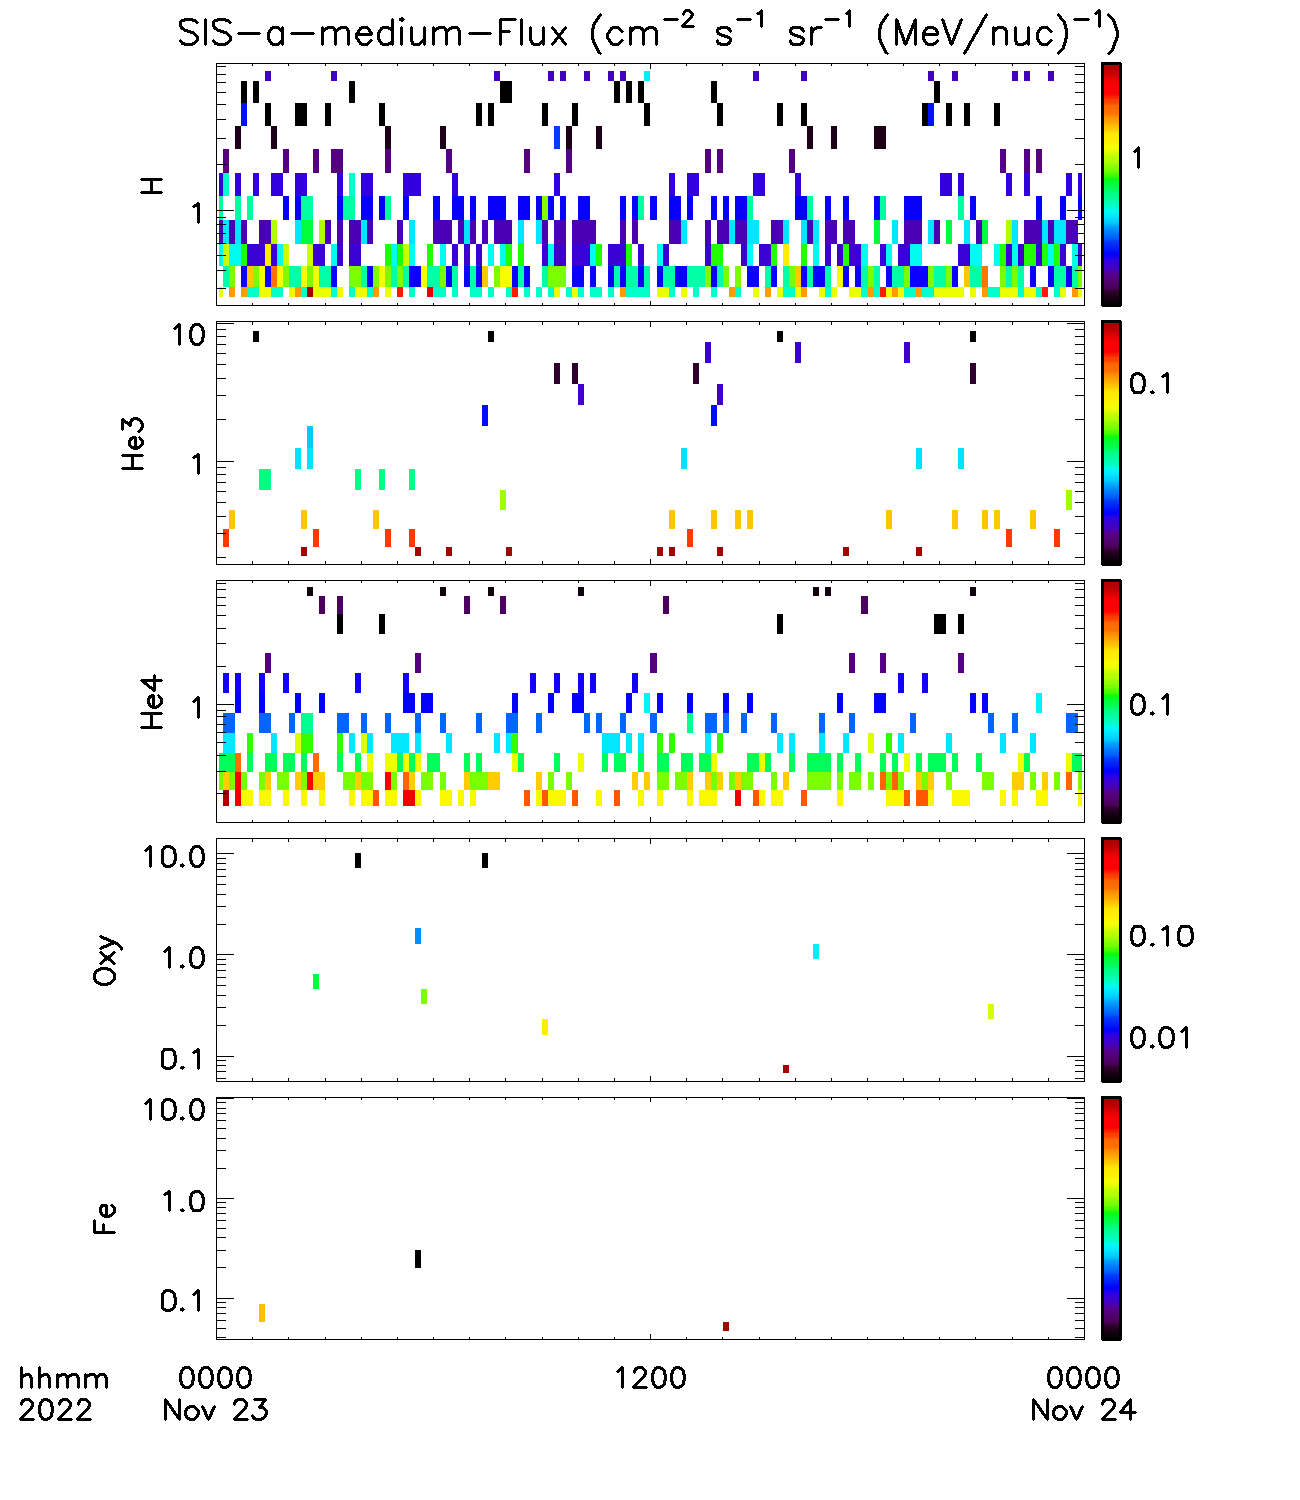 SIS-a-medium-Flux (cm⁻² s⁻¹ sr⁻¹ (MeV/nuc)⁻¹)
H
1
1
He3
10
1
0.1
He4
1
0.1
Oxy
10.0
1.0
0.1
0.10
0.01
Fe
10.0
1.0
0.1
hhmm 0000 1200 0000
2022 Nov 23 Nov 24